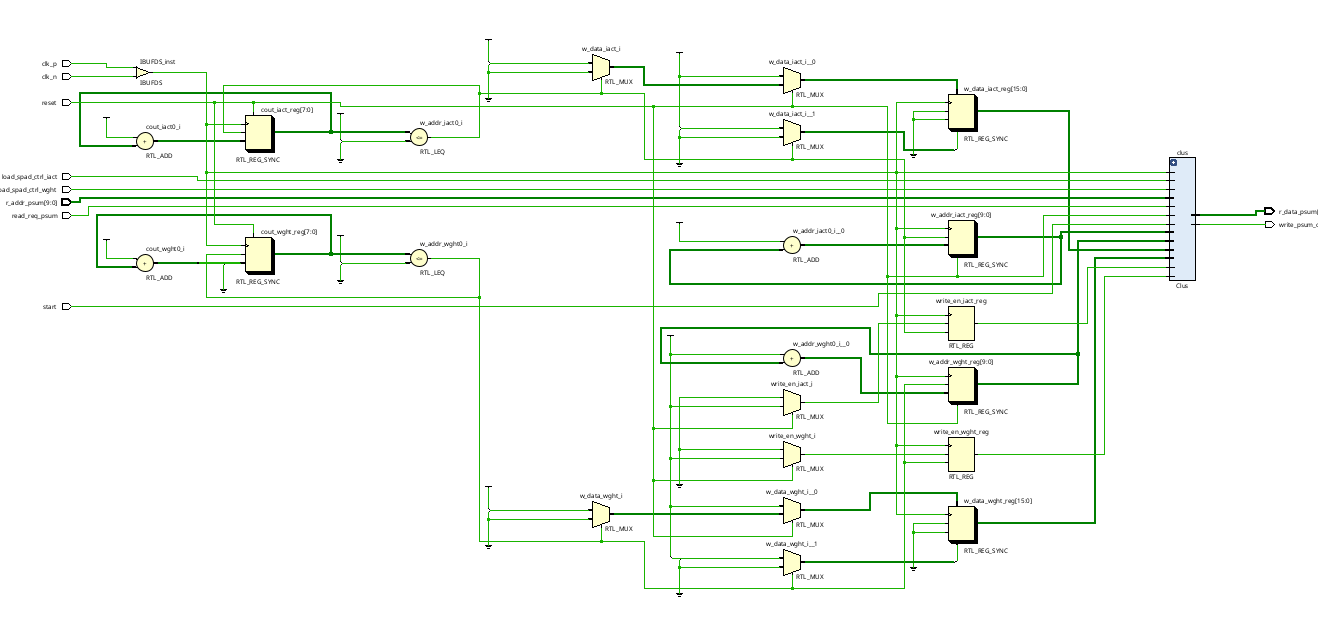 clk_p
clk_n
IBUFDS_inst
IBUFDS
reset
cout_iact_reg[7:0]
cout_iact0_i
RTL_ADD
RTL_REG_SYNC
w_addr_iact0_i
<=
RTL_LEQ
+
w_data_iact_i
RTL_MUX
w_data_iact_i__0
RTL_MUX
w_data_iact_reg[15:0]
RTL_REG_SYNC
w_data_iact_i__1
RTL_MUX
load_spad_ctrl_iact
oad_spad_ctrl_wght
r_addr_psum[9:0]
read_req_psum
clus
Clus
r_data_psum[
write_psum_c
cout_wght_reg[7:0]
cout_wght0_i
+
RTL_ADD
RTL_REG_SYNC
w_addr_wght0_i
<=
RTL_LEQ
w_addr_iact0_i__0
+
RTL_ADD
w_addr_iact_reg[9:0]
RTL_REG_SYNC
start
write_en_iact_reg
RTL_REG
w_addr_wght0_i__0
+
RTL_ADD
w_addr_wght_reg[9:0]
RTL_REG_SYNC
write_en_iact_i
RTL_MUX
write_en_wght_i
RTL_MUX
write_en_wght_reg
RTL_REG
w_data_wght_i
RTL_MUX
w_data_wght_i__0
RTL_MUX
w_data_wght_reg[15:0]
RTL_REG_SYNC
w_data_wght_i__1
RTL_MUX